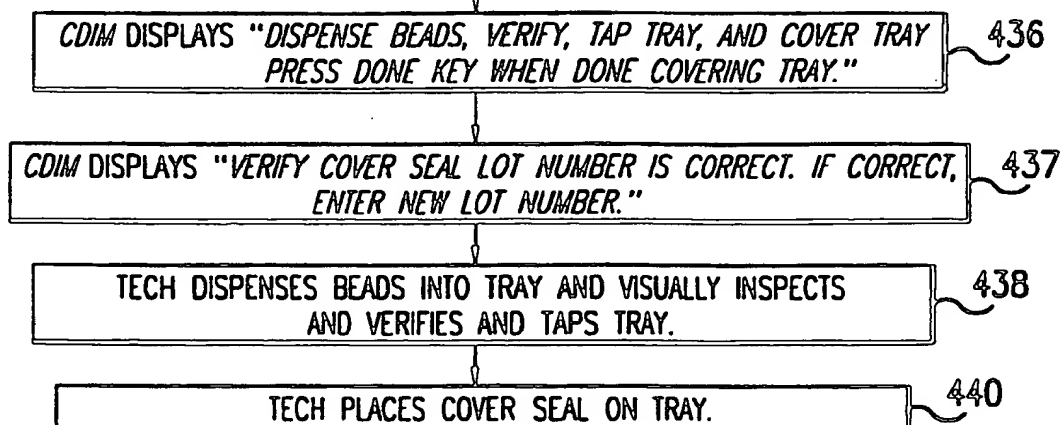 CDIM DISPLAYS "DISPENSE BEADS, VERIFY, TAP TRAY, AND COVER TRAY
PRESS DONE KEY WHEN DONE COVERING TRAY."
436
CDIM DISPLAYS "VERIFY COVER SEAL LOT NUMBER IS CORRECT. IF CORRECT,
ENTER NEW LOT NUMBER."
437
TECH DISPENSES BEADS INTO TRAY AND VISUALLY INSPECTS
AND VERIFIES AND TAPS TRAY.
438
TECH PLACES COVER SEAL ON TRAY.
440